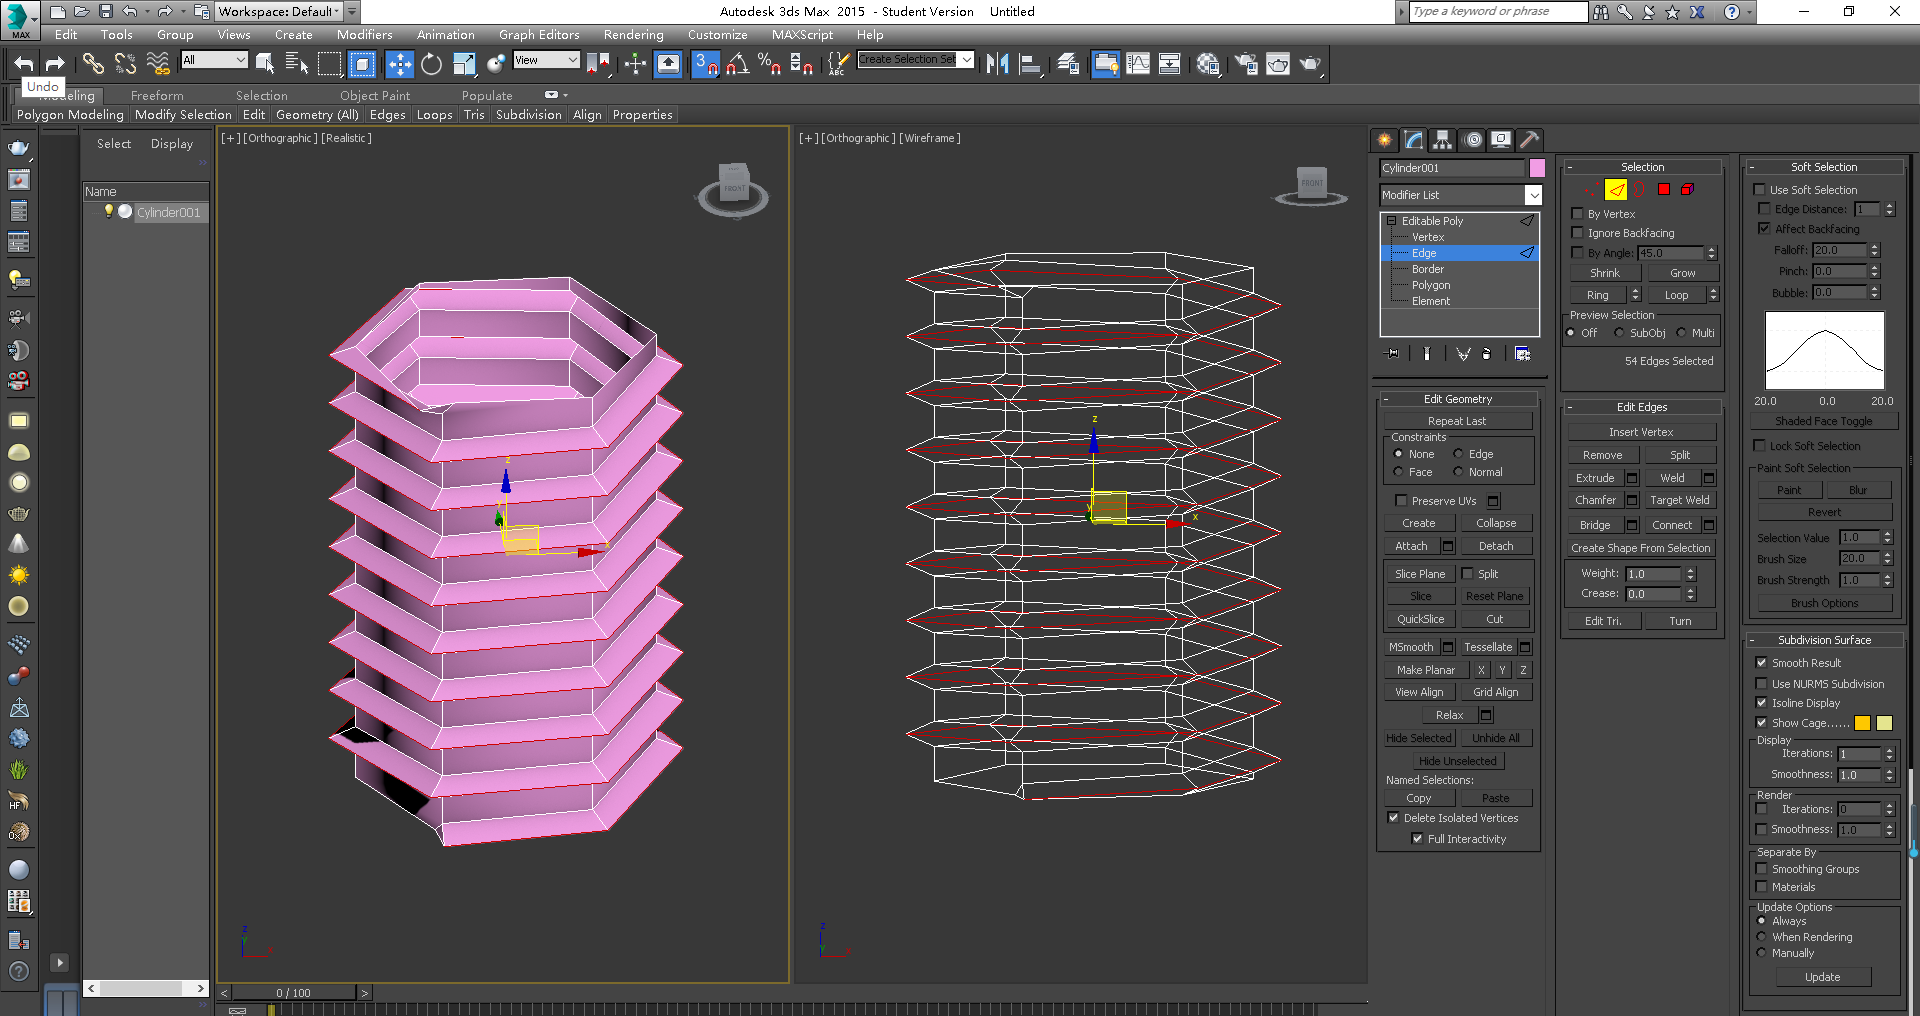 Workspace: Default
Autodesk 3ds Max  2015  - Student Version    Untitled
Type a keyword or phrase
MAX
Edit Tools Group Views Create Modifiers Animation Graph Editors Rendering Customize MAXScript Help
All
View
3
ABC
Create Selection Set
Undo
Modeling Freeform Selection Object Paint Populate
Polygon Modeling Modify Selection Edit Geometry (All) Edges Loops Tris Subdivision Align Properties
Select Display
Name
Cylinder001
HF
0/100
[+] [Orthographic] [Realistic]
FRONT
z
x
z
[+] [Orthographic] [Wireframe]
FRONT
z
x
z
Cylinder001
Modifier List
Editable Poly
Vertex
Edge
Border
Polygon
Element
Edit Geometry
Repeat Last
Constraints
None Edge
Face Normal
Preserve UVs
Create Collapse
Attach Detach
Slice Plane Split
Slice Reset Plane
QuickSlice Cut
MSmooth Tessellate
Make Planar X Y Z
View Align Grid Align
Relax
Hide Selected Unhide All
Hide Unselected
Named Selections:
Copy Paste
Delete Isolated Vertices
Full Interactivity
Selection
By Vertex
Ignore Backfacing
By Angle: 45.0
Shrink Grow
Ring Loop
Preview Selection
Off SubObj Multi
54 Edges Selected
Edit Edges
Insert Vertex
Remove Split
Extrude Weld
Chamfer Target Weld
Bridge Connect
Create Shape From Selection
Weight: 1.0
Crease: 0.0
Edit Tri. Turn
Soft Selection
Use Soft Selection
Edge Distance: 1
Affect Backfacing
Falloff: 20.0
Pinch: 0.0
Bubble: 0.0
20.0 0.0 20.0
Shaded Face Toggle
Lock Soft Selection
Paint Soft Selection
Paint Blur
Revert
Selection Value 1.0
Brush Size 20.0
Brush Strength 1.0
Brush Options
Subdivision Surface
Smooth Result
Use NURMS Subdivision
Isoline Display
Show Cage......
Display
Iterations: 1
Smoothness: 1.0
Render
Iterations: 0
Smoothness: 1.0
Separate By
Smoothing Groups
Materials
Update Options
Always
When Rendering
Manually
Update